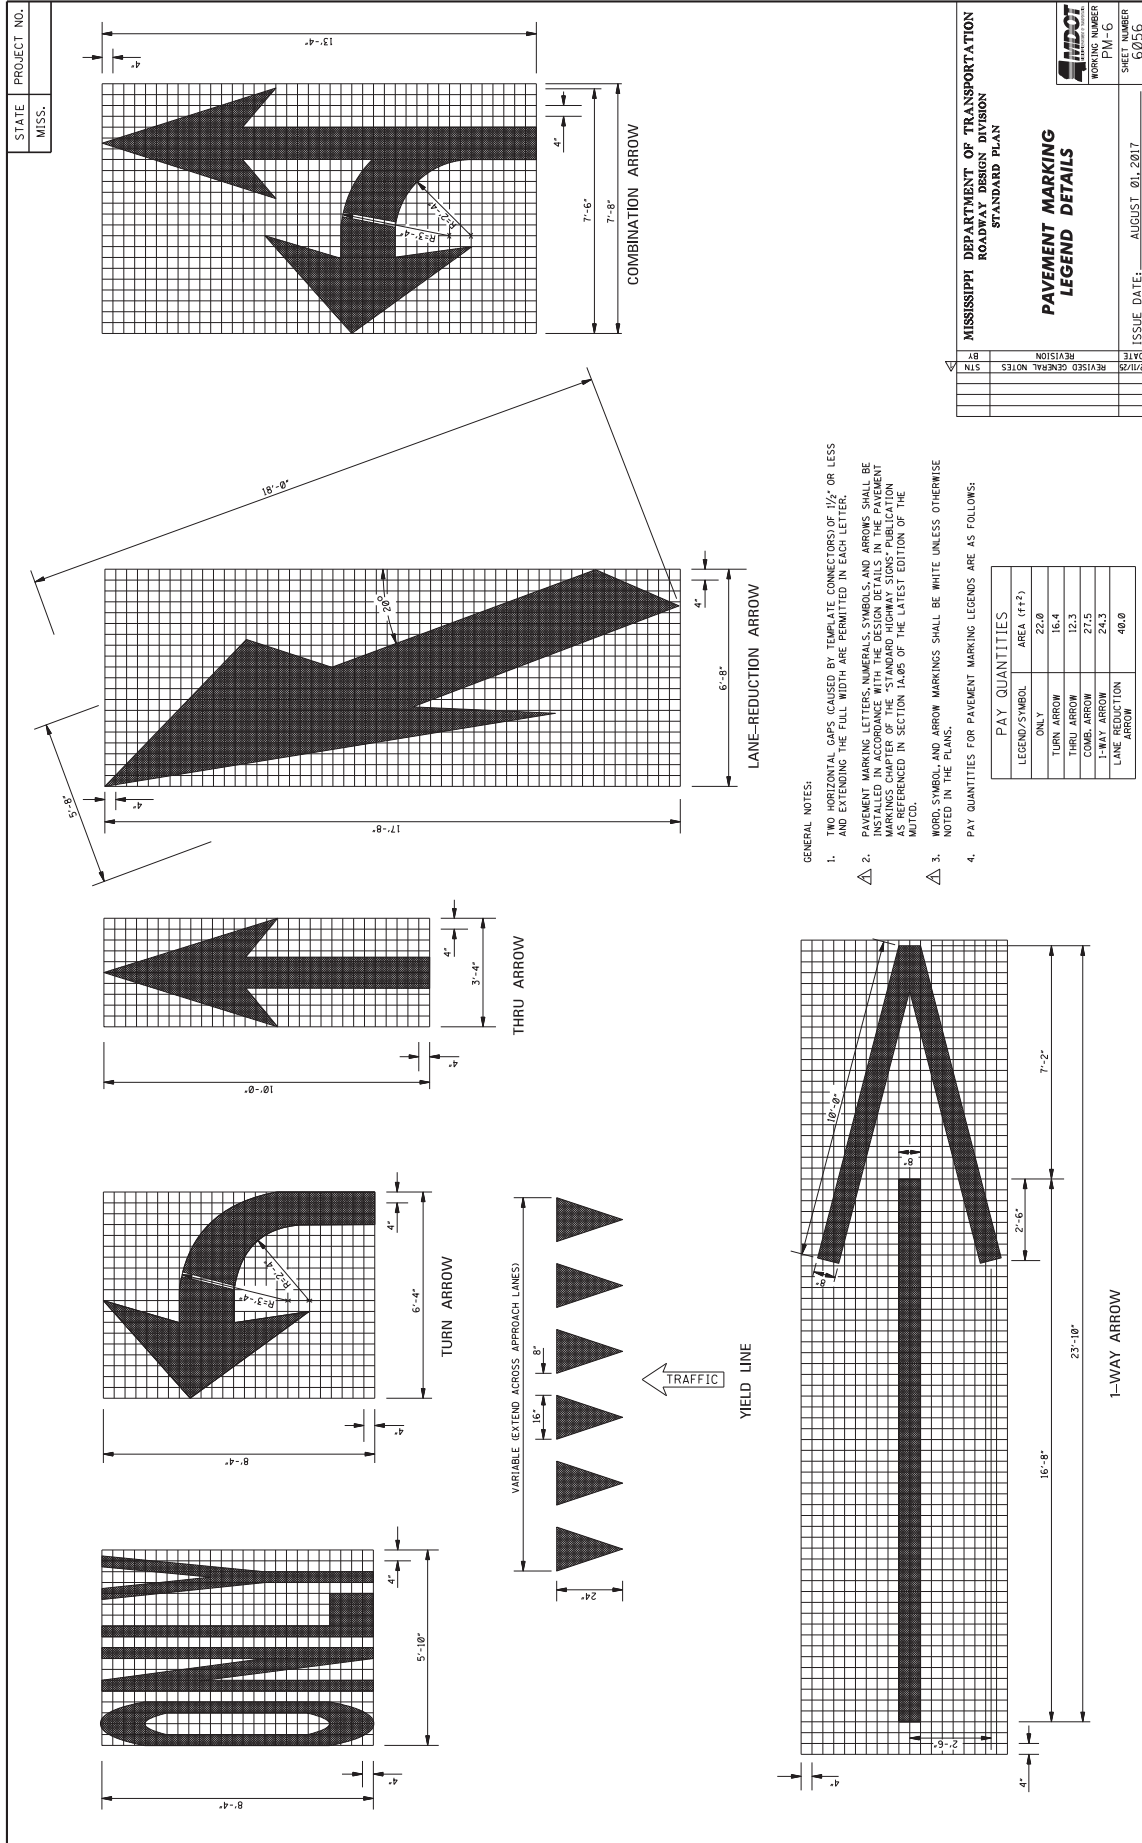 STATE PROJECT NO.
MISS.
8'-4"
4"
5'-10"
4"
8'-4"
4"
R=3'-4"
R=2'-4"
4"
6'-4"
TURN ARROW
10'-0"
4"
4"
3'-4"
THRU ARROW
5'-8"
4"
17'-8"
18'-0"
20°
4"
6'-8"
LANE-REDUCTION ARROW
13'-4"
4"
R=3'-4"
R=2'-4"
4"
7'-6"
7'-8"
COMBINATION ARROW
ONLY
VARIABLE (EXTEND ACROSS APPROACH LANES)
24"
16"
8"
TRAFFIC
YIELD LINE
4"
4"
2'-6"
8"
10'-0"
8"
2'-6"
16'-8"
7'-2"
23'-10"
1-WAY ARROW
GENERAL NOTES:
1. TWO HORIZONTAL GAPS (CAUSED BY TEMPLATE CONNECTORS) OF 1/2" OR LESS
AND EXTENDING THE FULL WIDTH ARE PERMITTED IN EACH LETTER.
2. PAVEMENT MARKING LETTERS, NUMERALS, SYMBOLS, AND ARROWS SHALL BE
INSTALLED IN ACCORDANCE WITH THE DESIGN DETAILS IN THE PAVEMENT
MARKINGS CHAPTER OF THE "STANDARD HIGHWAY SIGNS" PUBLICATION
AS REFERENCED IN SECTION 1A.05 OF THE LATEST EDITION OF THE
MUTCD.
3. WORD, SYMBOL, AND ARROW MARKINGS SHALL BE WHITE UNLESS OTHERWISE
NOTED IN THE PLANS.
4. PAY QUANTITIES FOR PAVEMENT MARKING LEGENDS ARE AS FOLLOWS:
PAY QUANTITIES
LEGEND/SYMBOL AREA (FT²)
ONLY 22.0
TURN ARROW 16.4
THRU ARROW 12.3
COMB. ARROW 27.5
1-WAY ARROW 24.3
LANE REDUCTION ARROW 40.0
STN REVISED GENERAL NOTES
BY REVISION DATE
MISSISSIPPI DEPARTMENT OF TRANSPORTATION
ROADWAY DESIGN DIVISION
STANDARD PLAN
PAVEMENT MARKING
LEGEND DETAILS
ISSUE DATE: AUGUST 01, 2017
MDOT
WORKING NUMBER
PM-6
SHEET NUMBER
6056